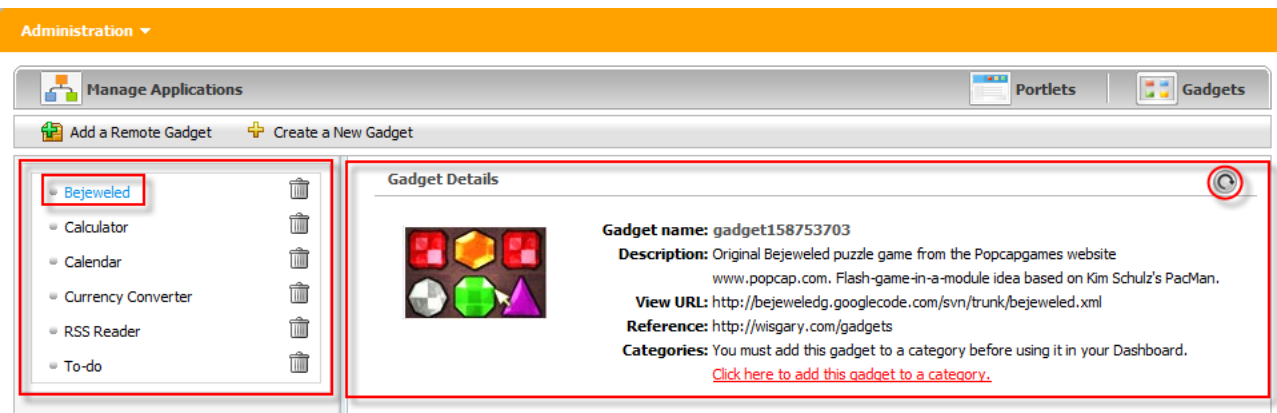 Administration
Manage Applications
Portlets
Gadgets
Add a Remote Gadget
Create a New Gadget
Bejeweled
Calculator
Calendar
Currency Converter
RSS Reader
To-do
Gadget Details
Gadget name: gadget158753703
Description: Original Bejeweled puzzle game from the Popcapgames website
www.popcap.com. Flash-game-in-a-module idea based on Kim Schulz's PacMan.
View URL: http://bejeweledg.googlecode.com/svn/trunk/bejeweled.xml
Reference: http://wisgary.com/gadgets
Categories: You must add this gadget to a category before using it in your Dashboard.
Click here to add this gadget to a category.